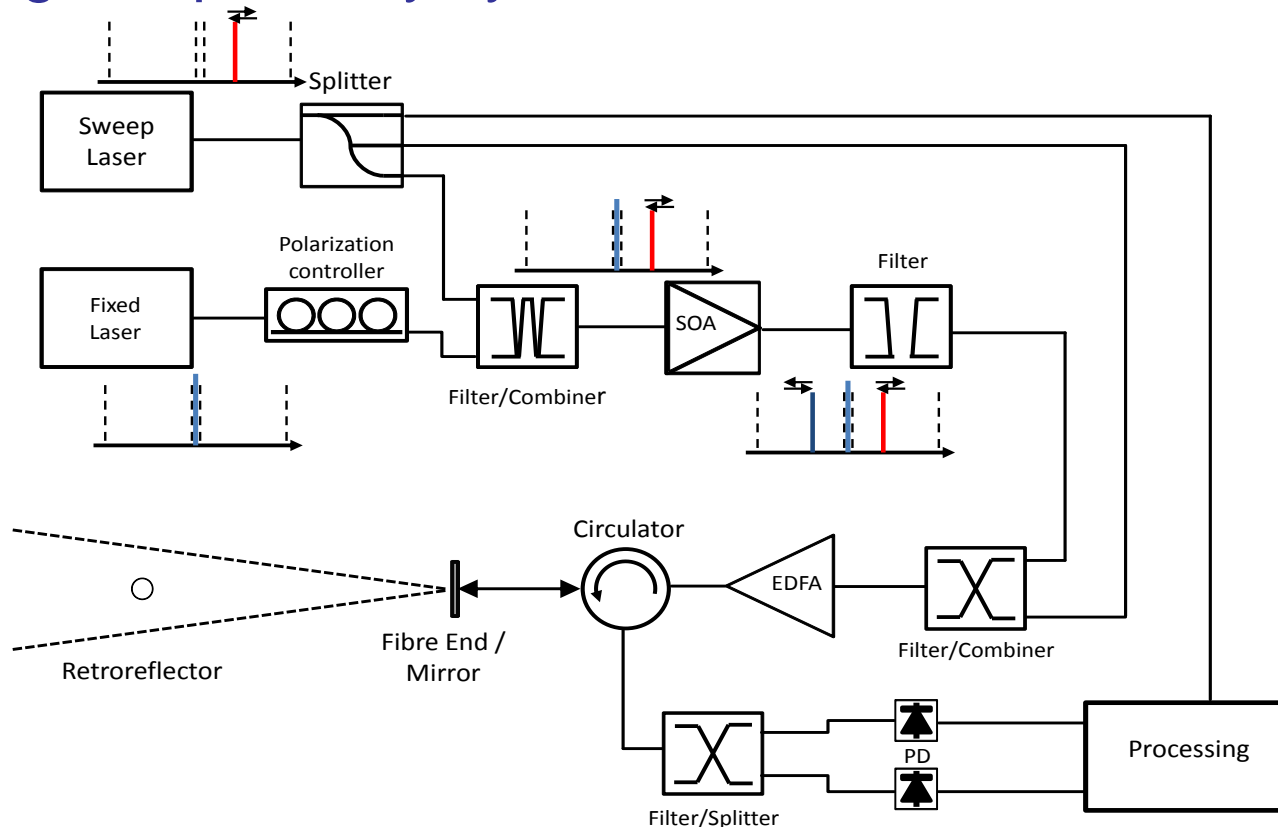 Splitter
Sweep
Laser
Polarization
controller
Filter
Fixed
Laser
SOA
Filter/Combiner
Circulator
EDFA
Fibre End /
Mirror
Filter/Combiner
Retroreflector
Processing
PD
Filter/Splitter